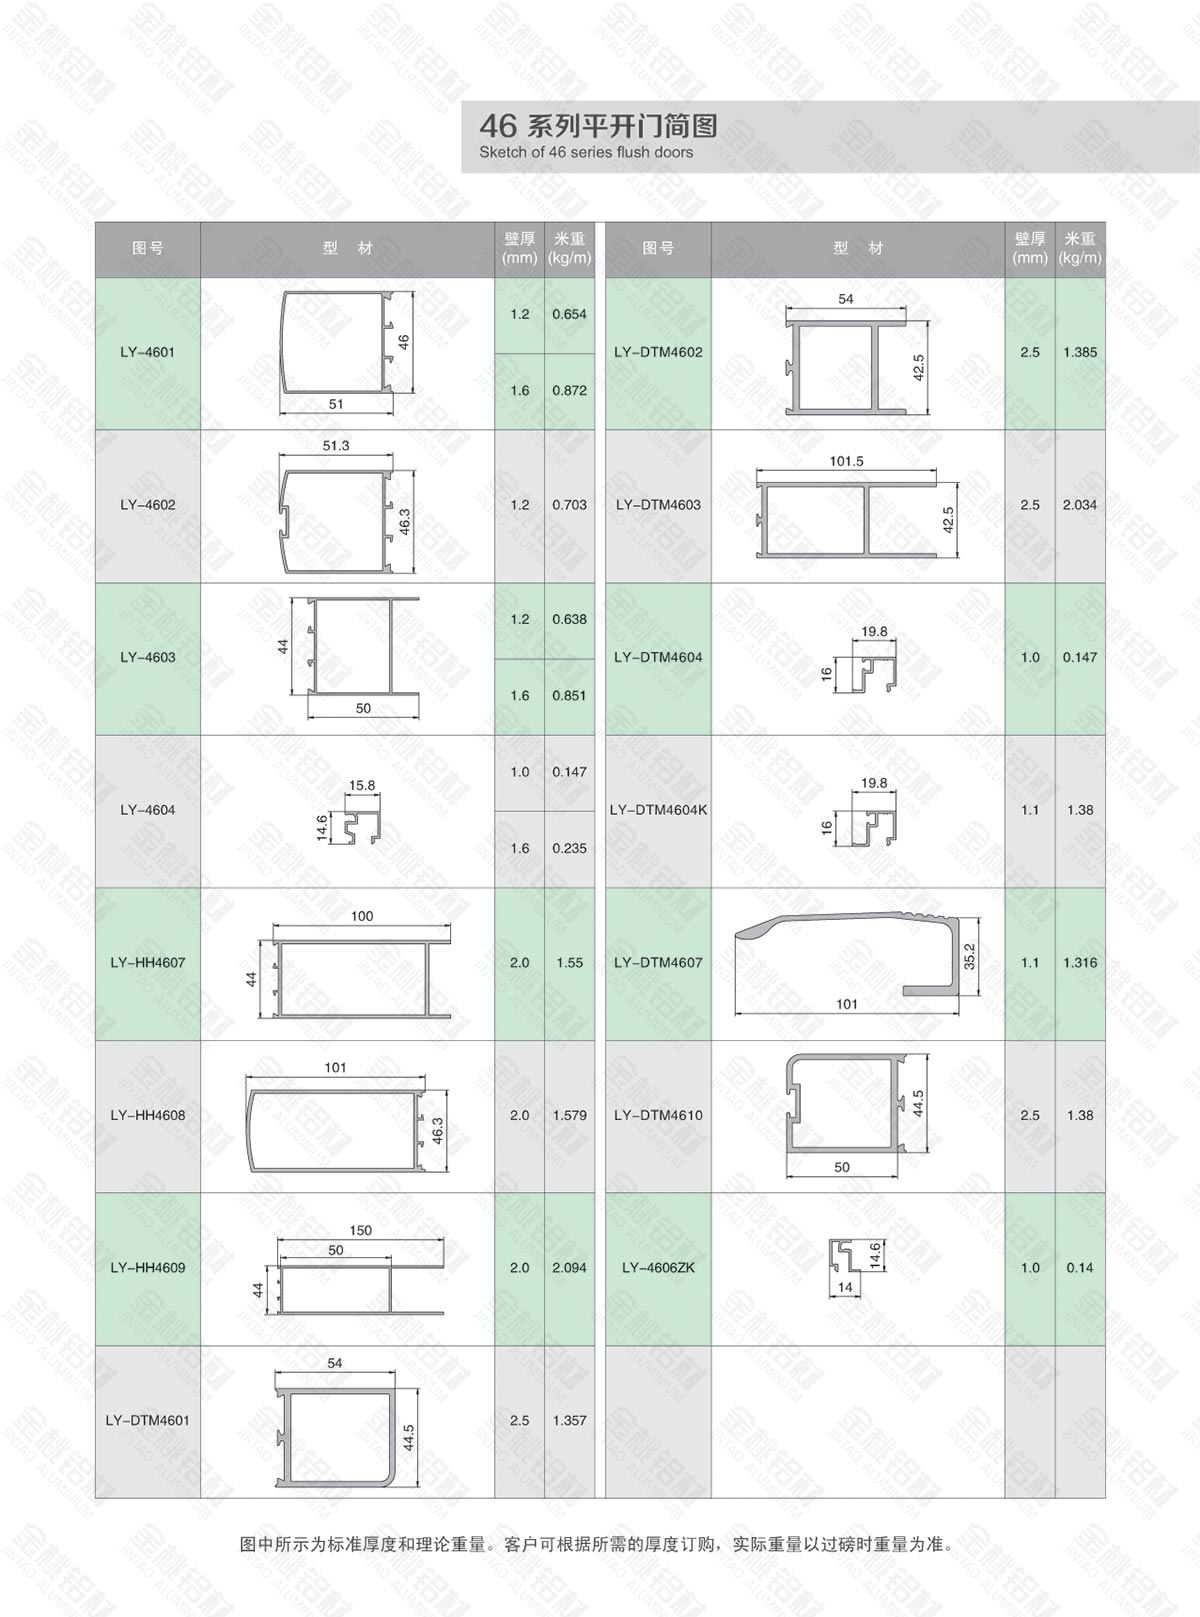 46 系列平开门简图
Sketch of 46 series flush doors
图号 型 材 壁厚 (mm) 米重 (kg/m) 图号 型 材 壁厚 (mm) 米重 (kg/m)
LY-4601
46
51
1.2 0.654
1.6 0.872
LY-DTM4602
54
42.5
2.5 1.385
LY-4602
51.3
46.3
1.2 0.703
LY-DTM4603
101.5
42.5
2.5 2.034
LY-4603
44
50
1.2 0.638
1.6 0.851
LY-DTM4604
19.8
16
1.0 0.147
LY-4604
15.8
14.6
1.0 0.147
1.6 0.235
LY-DTM4604K
19.8
16
1.1 1.38
LY-HH4607
100
44
2.0 1.55
LY-DTM4607
35.2
101
1.1 1.316
LY-HH4608
101
46.3
2.0 1.579
LY-DTM4610
44.5
50
2.5 1.38
LY-HH4609
150
50
44
2.0 2.094
LY-4606ZK
14.6
14
1.0 0.14
LY-DTM4601
54
44.5
2.5 1.357
图中所示为标准厚度和理论重量。客户可根据所需的厚度订购，实际重量以过磅时重量为准。
金桃铝材
JINTAO ALUMINIUM